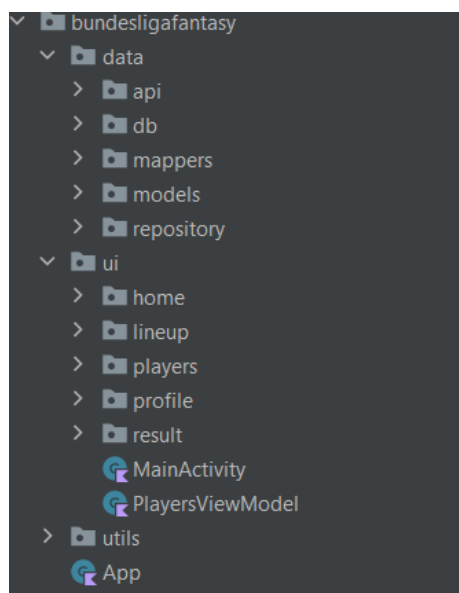 bundesligafantasy
data
api
db
mappers
models
repository
ui
home
lineup
players
profile
result
MainActivity
PlayersViewModel
utils
App